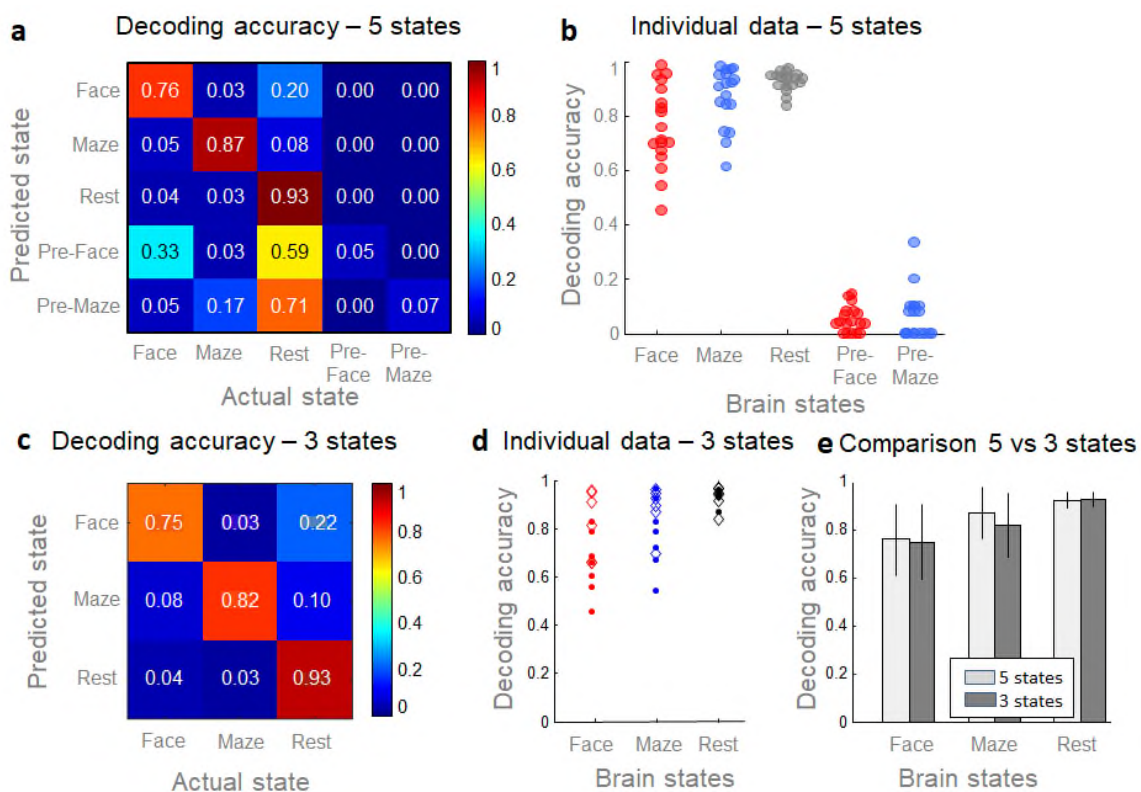 a Decoding accuracy – 5 states
Predicted state
Face 0.76 0.03 0.20 0.00 0.00
Maze 0.05 0.87 0.08 0.00 0.00
Rest 0.04 0.03 0.93 0.00 0.00
Pre-Face 0.33 0.03 0.59 0.05 0.00
Pre-Maze 0.05 0.17 0.71 0.00 0.07
Face Maze Rest Pre- Pre-
Face Maze
Actual state
1
0.8
0.6
0.4
0.2
0
b Individual data – 5 states
Decoding accuracy
1
0.8
0.6
0.4
0.2
0
Face Maze Rest Pre- Pre-
Face Maze
Brain states
c Decoding accuracy – 3 states
Predicted state
Face 0.75 0.03 0.22
Maze 0.08 0.82 0.10
Rest 0.04 0.03 0.93
Face Maze Rest
Actual state
1
0.8
0.6
0.4
0.2
0
d Individual data – 3 states
Decoding accuracy
1
0.8
0.6
0.4
0.2
0
Face Maze Rest
Brain states
e Comparison 5 vs 3 states
Decoding accuracy
1
0.8
0.6
0.4
0.2
0
5 states
3 states
Face Maze Rest
Brain states